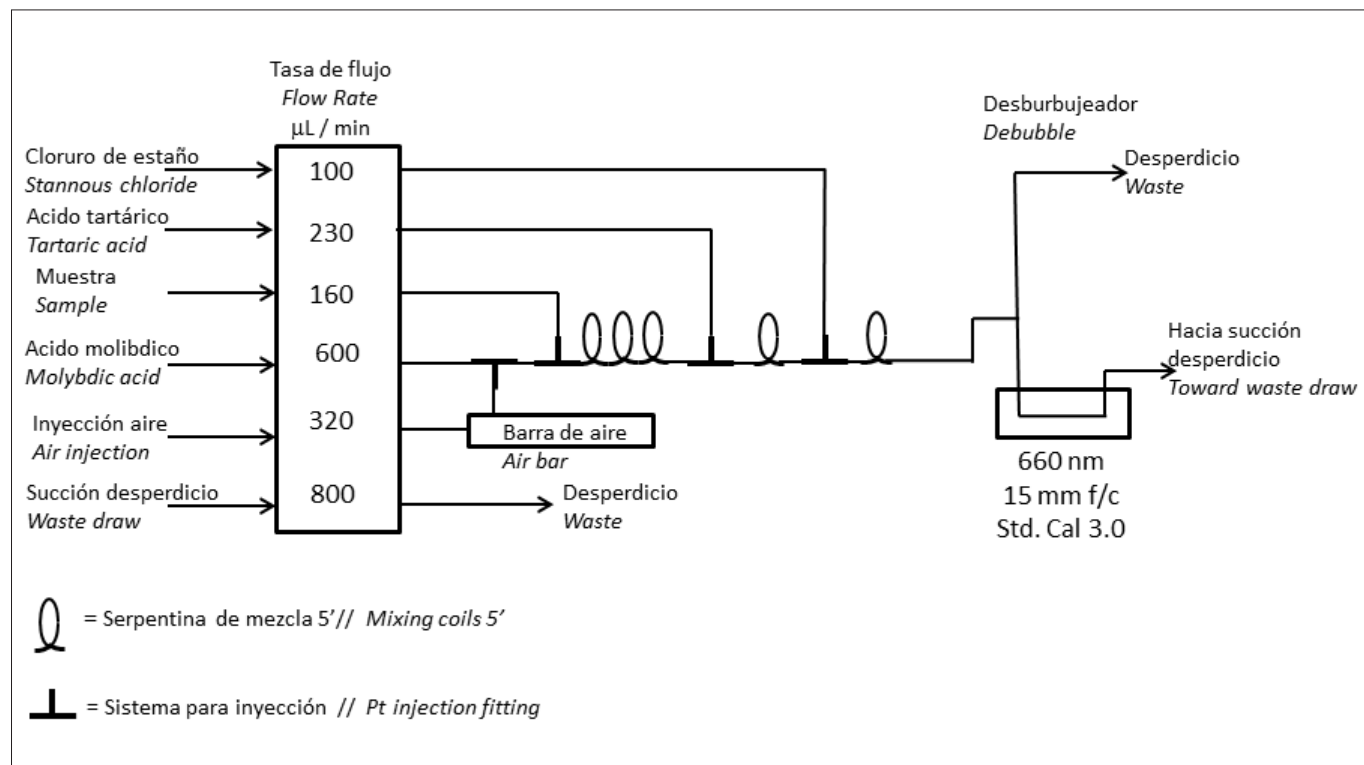 Tasa de flujo
Flow Rate
µL / min
Cloruro de estaño
Stannous chloride
100
Acido tartárico
Tartaric acid
230
Muestra
Sample
160
Acido molibdico
Molybdic acid
600
Inyección aire
Air injection
320
Succión desperdicio
Waste draw
800
Barra de aire
Air bar
Desperdicio
Waste
Desburbujeador
Debubble
Desperdicio
Waste
Hacia succión
desperdicio
Toward waste draw
660 nm
15 mm f/c
Std. Cal 3.0
= Serpentina de mezcla 5’// Mixing coils 5’
= Sistema para inyección // Pt injection fitting